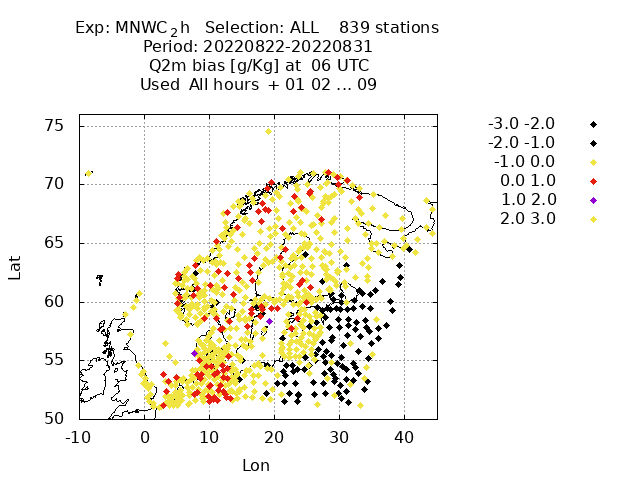 Exp: MNWC2h Selection: ALL 839 stations
Period: 20220822-20220831
Q2m bias [g/Kg] at 06 UTC
Used All hours + 01 02 ... 09
-3.0 -2.0
-2.0 -1.0
-1.0 0.0
0.0 1.0
1.0 2.0
2.0 3.0
75
70
65
60
55
50
Lat
-10 0 10 20 30 40
Lon